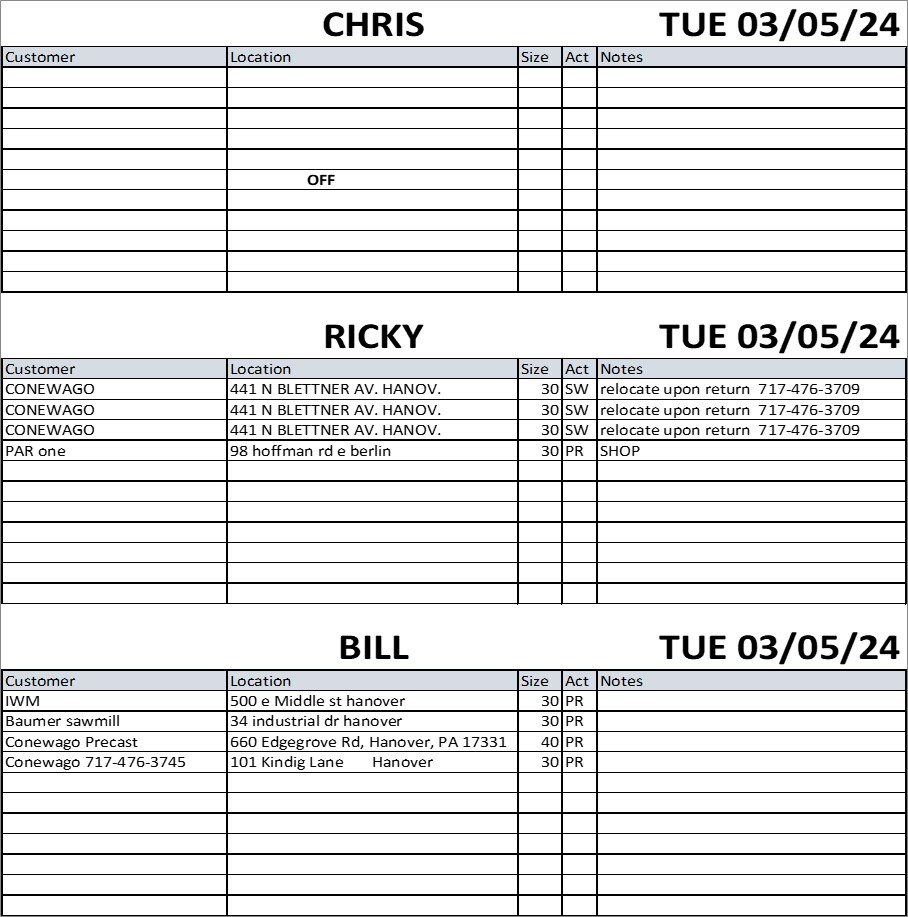 CHRIS TUE 03/05/24
Customer Location Size Act Notes
OFF
RICKY TUE 03/05/24
Customer Location Size Act Notes
CONEWAGO 441 N BLETTNER AV. HANOV. 30 SW relocate upon return 717-476-3709
CONEWAGO 441 N BLETTNER AV. HANOV. 30 SW relocate upon return 717-476-3709
CONEWAGO 441 N BLETTNER AV. HANOV. 30 SW relocate upon return 717-476-3709
PAR one 98 hoffman rd e berlin 30 PR SHOP
BILL TUE 03/05/24
Customer Location Size Act Notes
IWM 500 e Middle st hanover 30 PR
Baumer sawmill 34 industrial dr hanover 30 PR
Conewago Precast 660 Edgegrove Rd, Hanover, PA 17331 40 PR
Conewago 717-476-3745 101 Kindig Lane Hanover 30 PR